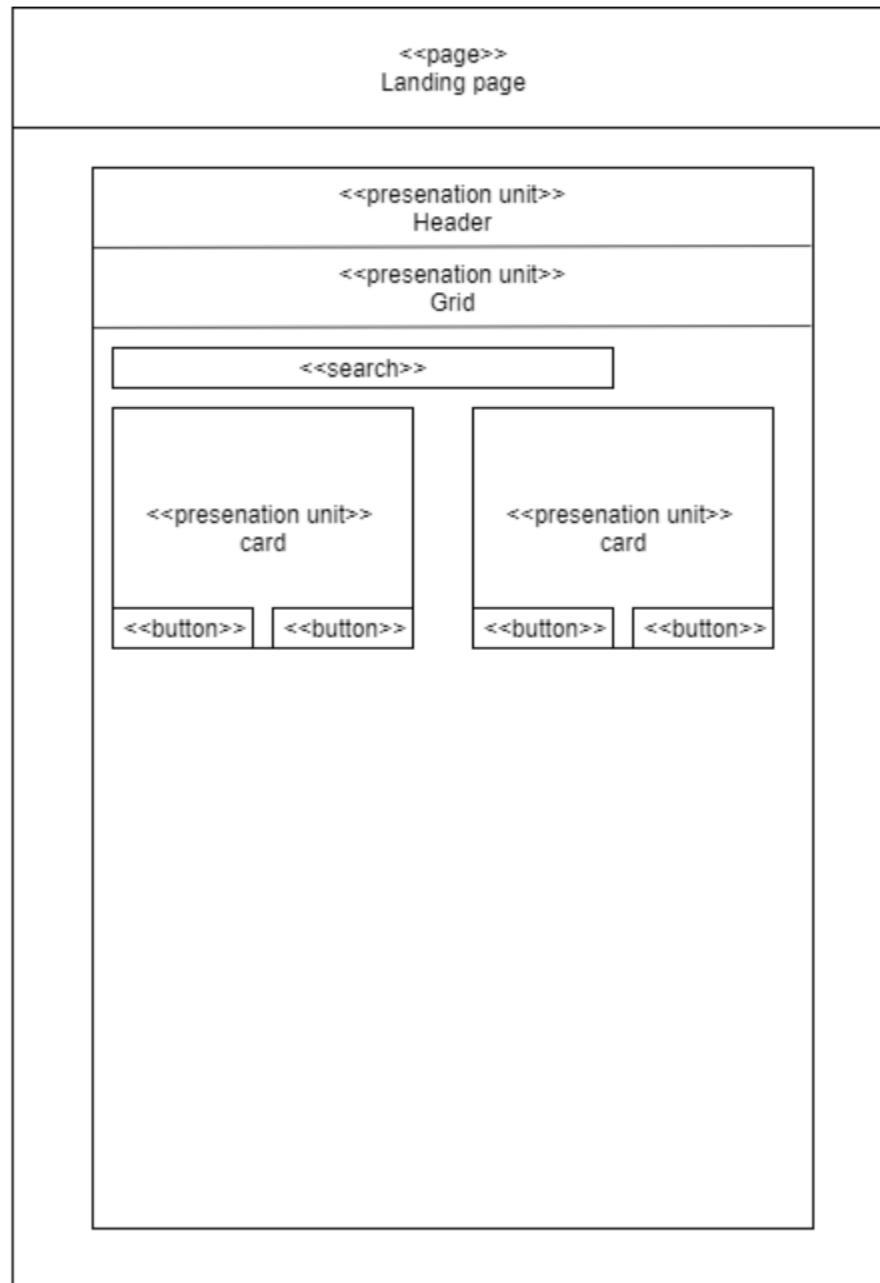 <<page>>
Landing page
<<presenation unit>>
Header
<<presenation unit>>
Grid
<<search>>
<<presenation unit>>
card
<<presenation unit>>
card
<<button>>
<<button>>
<<button>>
<<button>>